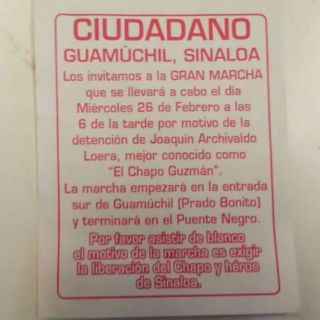 CIUDADANO
GUAMÚCHIL, SINALOA
Los invitamos a la GRAN MARCHA
que se llevará a cabo el día
Miércoles 26 de Febrero a las
6 de la tarde por motivo de la
detención de Joaquín Archivaldo
Loera, mejor conocido como
“El Chapo Guzmán”.
La marcha empezará en la entrada
sur de Guamúchil (Prado Bonito)
y terminará en el Puente Negro.
Por favor asistir de blanco
el motivo de la marcha es exigir
la liberación del Chapo y héroe
de Sinaloa.